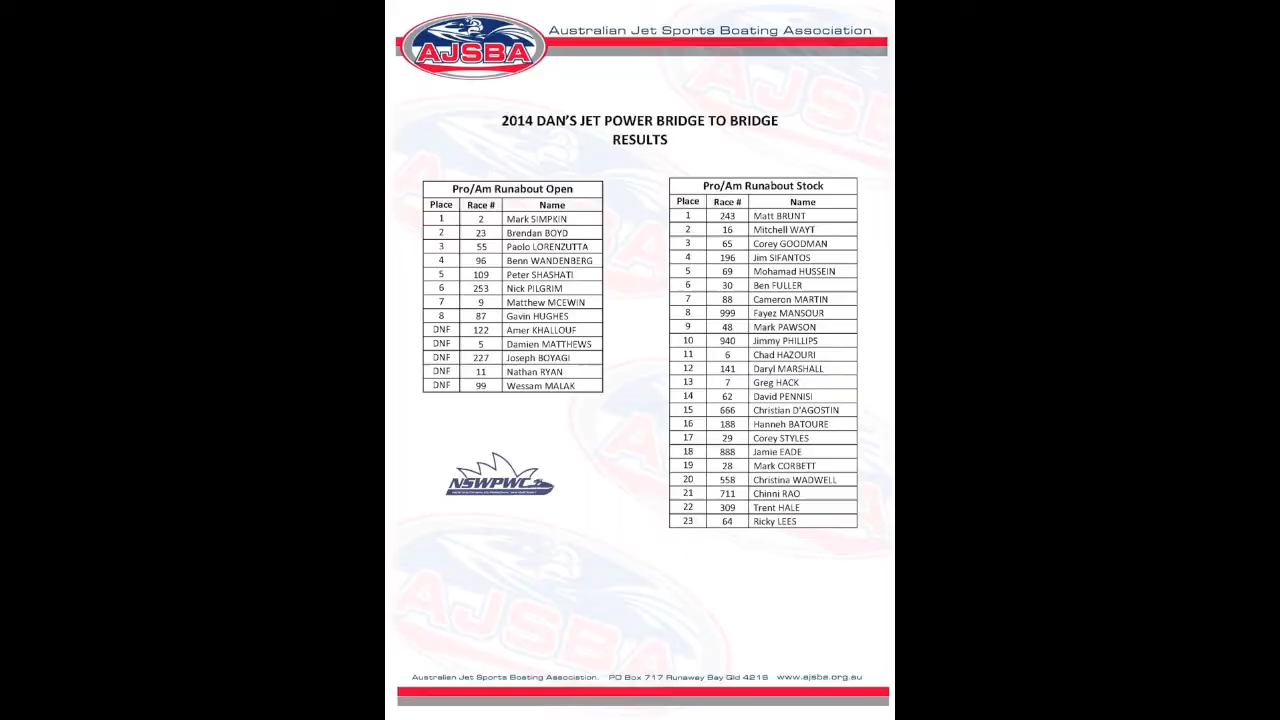 AJSBA
Australian Jet Sports Boating Association
2014 DAN'S JET POWER BRIDGE TO BRIDGE
RESULTS
Pro/Am Runabout Open
Place Race # Name
1 2 Mark SIMPKIN
2 23 Brendan BOYD
3 55 Paolo LORENZUTTA
4 96 Benn WANDENBERG
5 109 Peter SHASHATI
6 253 Nick PILGRIM
7 9 Matthew MCEWIN
8 87 Gavin HUGHES
DNF 122 Amer KHALLOUF
DNF 5 Damien MATTHEWS
DNF 227 Joseph BOYAGI
DNF 11 Nathan RYAN
DNF 99 Wessam MALAK
Pro/Am Runabout Stock
Place Race # Name
1 243 Matt BRUNT
2 16 Mitchell WAYT
3 65 Corey GOODMAN
4 196 Jim SIFANTOS
5 69 Mohamad HUSSEIN
6 30 Ben FULLER
7 88 Cameron MARTIN
8 999 Fayez MANSOUR
9 48 Mark PAWSON
10 940 Jimmy PHILLIPS
11 6 Chad HAZOURI
12 141 Daryl MARSHALL
13 7 Greg HACK
14 62 David PENNISI
15 666 Christian D'AGOSTIN
16 188 Hanneh BATOURE
17 29 Corey STYLES
18 888 Jamie EADE
19 28 Mark CORBETT
20 558 Christina WADWELL
21 711 Chinni RAO
22 309 Trent HALE
23 64 Ricky LEES
NSWPWC
AJSBA
AJSBA
AJSBA
Australian Jet Sports Boating Association. PO Box 717 Runaway Bay Qld 4216 www.ajsba.org.au